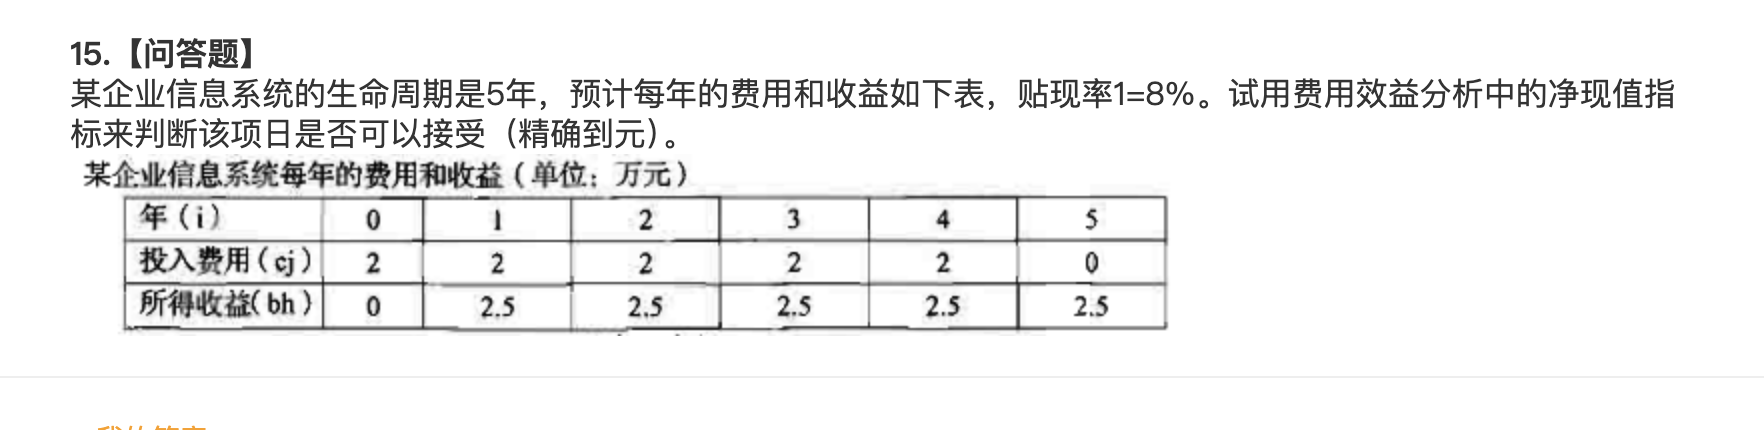 15.【问答题】
某企业信息系统的生命周期是5年，预计每年的费用和收益如下表，贴现率1=8%。试用费用效益分析中的净现值指
标来判断该项日是否可以接受（精确到元）。
某企业信息系统每年的费用和收益（单位：万元）
年（i） 0 1 2 3 4 5
投入费用（cj） 2 2 2 2 2 0
所得收益（bh） 0 2.5 2.5 2.5 2.5 2.5